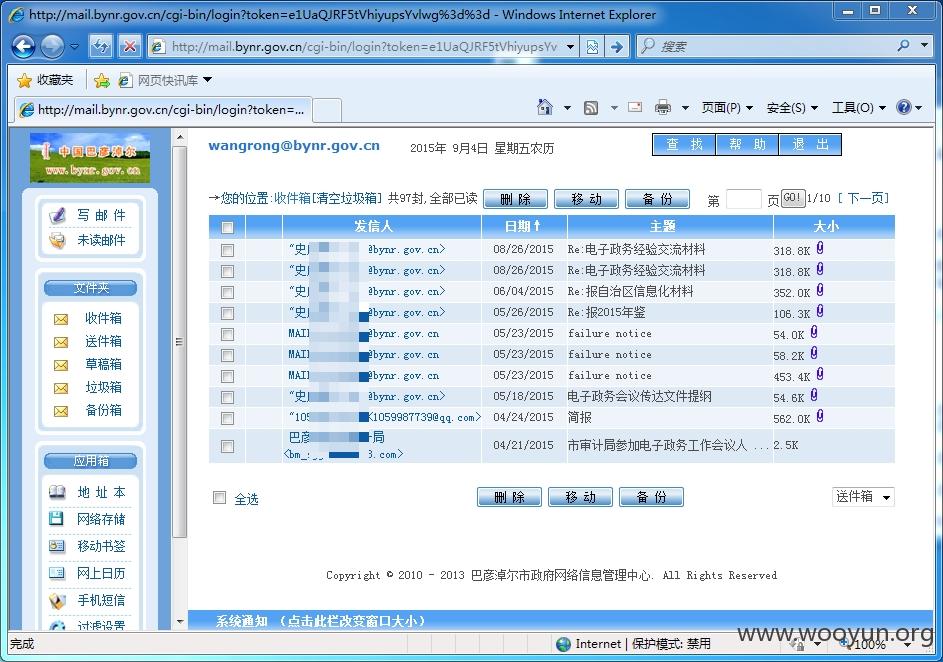 http://mail.bynr.gov.cn/cgi-bin/login?token=e1UaQJRF5tVhiyupsYvlwg%3d%3d - Windows Internet Explorer
http://mail.bynr.gov.cn/cgi-bin/login?token=e1UaQJRF5tVhiyupsYv 搜索
收藏夹 网页快讯库
http://mail.bynr.gov.cn/cgi-bin/login?token=... 页面(P) 安全(S) 工具(O)
中国巴彦淖尔
www.bynr.gov.cn
wangrong@bynr.gov.cn 2015年 9月4日 星期五农历 查 找 帮 助 退 出
→您的位置:收件箱[清空垃圾箱] 共97封,全部已读 删 除 移 动 备 份 第 页 GO! 1/10 [ 下一页]
写 邮 件
未读邮件
文件夹
收件箱
送件箱
草稿箱
垃圾箱
备份箱
应用箱
地 址 本
网络存储
移动书签
网上日历
手机短信
过滤设置
发信人 日期↑ 主题 大小
"史 @bynr.gov.cn> 08/26/2015 Re:电子政务经验交流材料 318.8K
"史 @bynr.gov.cn> 08/26/2015 Re:电子政务经验交流材料 318.8K
"史 @bynr.gov.cn> 06/04/2015 Re:报自治区信息化材料 352.0K
"史 @bynr.gov.cn> 05/26/2015 Re:报2015年鉴 106.3K
MAI @bynr.gov.cn 05/23/2015 failure notice 54.0K
MAI @bynr.gov.cn 05/23/2015 failure notice 58.2K
MAI @bynr.gov.cn 05/23/2015 failure notice 453.4K
"史 @bynr.gov.cn> 05/18/2015 电子政务会议传达文件提纲 54.6K
"105 <1059987739@qq.com> 04/24/2015 简报 562.0K
巴彦 局 04/21/2015 市审计局参加电子政务工作会议人 ... 2.5K
<bm_ 3.com>
全选 删 除 移 动 备 份 送件箱
Copyright © 2010 - 2013 巴彦淖尔市政府网络信息管理中心. All Rights Reserved
系统通知 (点击此栏改变窗口大小)
完成 Internet | 保护模式: 禁用 100%
www.wooyun.org